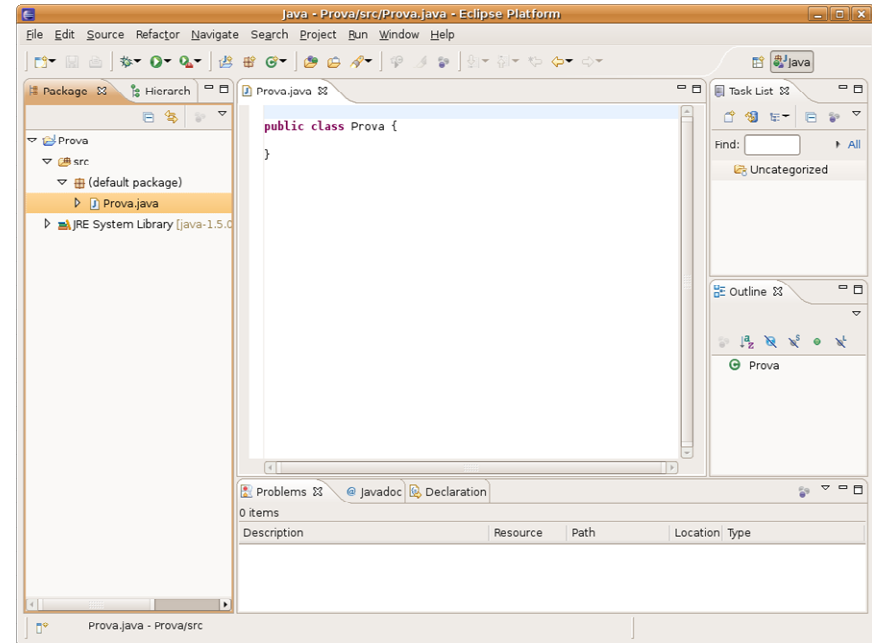 Java - Prova/src/Prova.java - Eclipse Platform
File Edit Source Refactor Navigate Search Project Run Window Help
Java
Package
Hierarch
Prova
src
(default package)
Prova.java
JRE System Library [java-1.5.0
Prova.java
public class Prova {
}
Task List
Find:
All
Uncategorized
Outline
Prova
Problems
@ Javadoc
Declaration
0 items
Description Resource Path Location Type
Prova.java - Prova/src